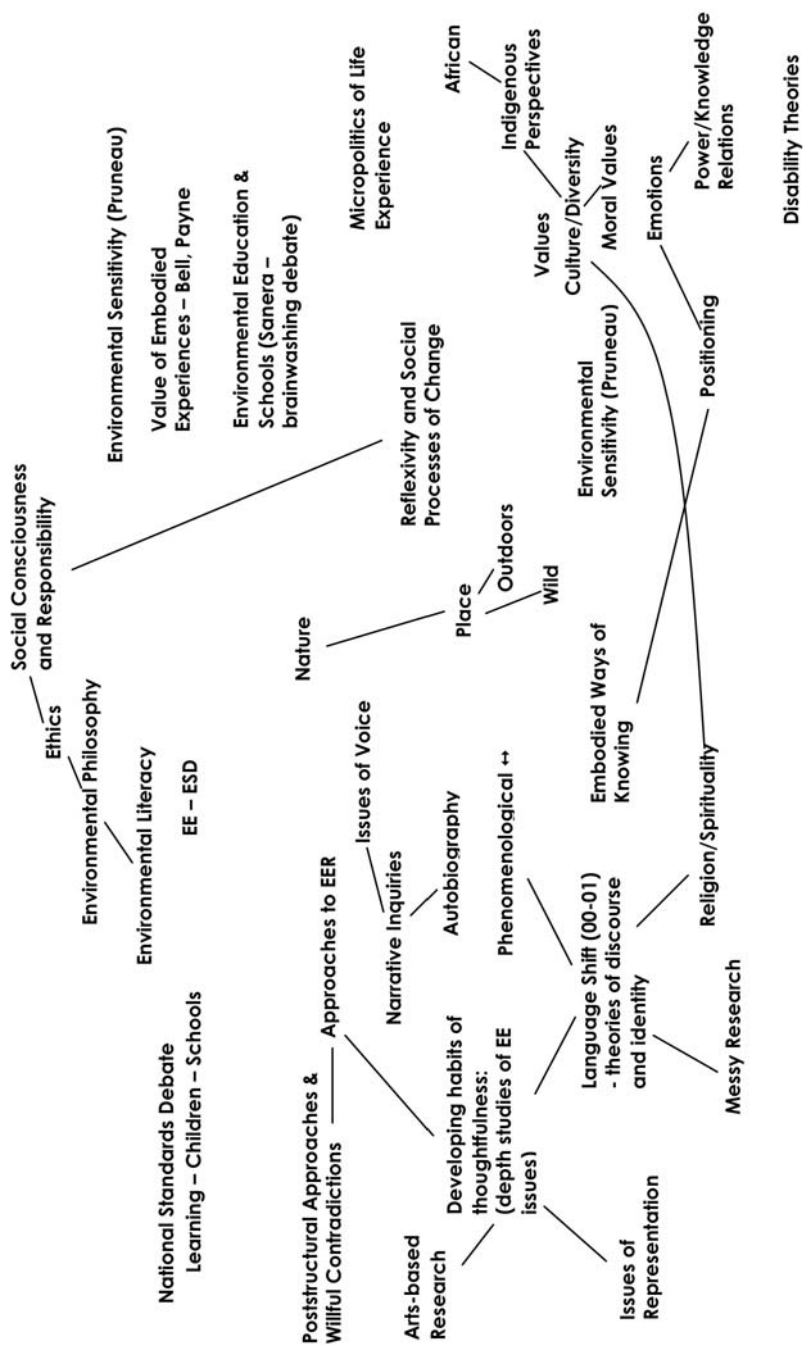 Social Consciousness
and Responsibility
Ethics
Environmental Philosophy
Environmental Literacy
EE – ESD
National Standards Debate
Learning – Children – Schools
Environmental Sensitivity (Pruneau)
Value of Embodied
Experiences – Bell, Payne
Environmental Education &
Schools (Sanera –
brainwashing debate)
Poststructural Approaches &
Willful Contradictions
Approaches to EER
Issues of Voice
Narrative Inquiries
Autobiography
Nature
Place
Outdoors
Wild
Reflexivity and Social
Processes of Change
Micropolitics of Life
Experience
Arts-based
Research
Developing habits of
thoughtfulness:
(depth studies of EE
issues)
Phenomenological ↔
Embodied Ways of
Knowing
Issues of
Representation
Language Shift (00-01)
- theories of discourse
and identity
Messy Research
Religion/Spirituality
African
Indigenous
Perspectives
Values
Culture/Diversity
Moral Values
Environmental
Sensitivity (Pruneau)
Emotions
Positioning
Power/Knowledge
Relations
Disability Theories